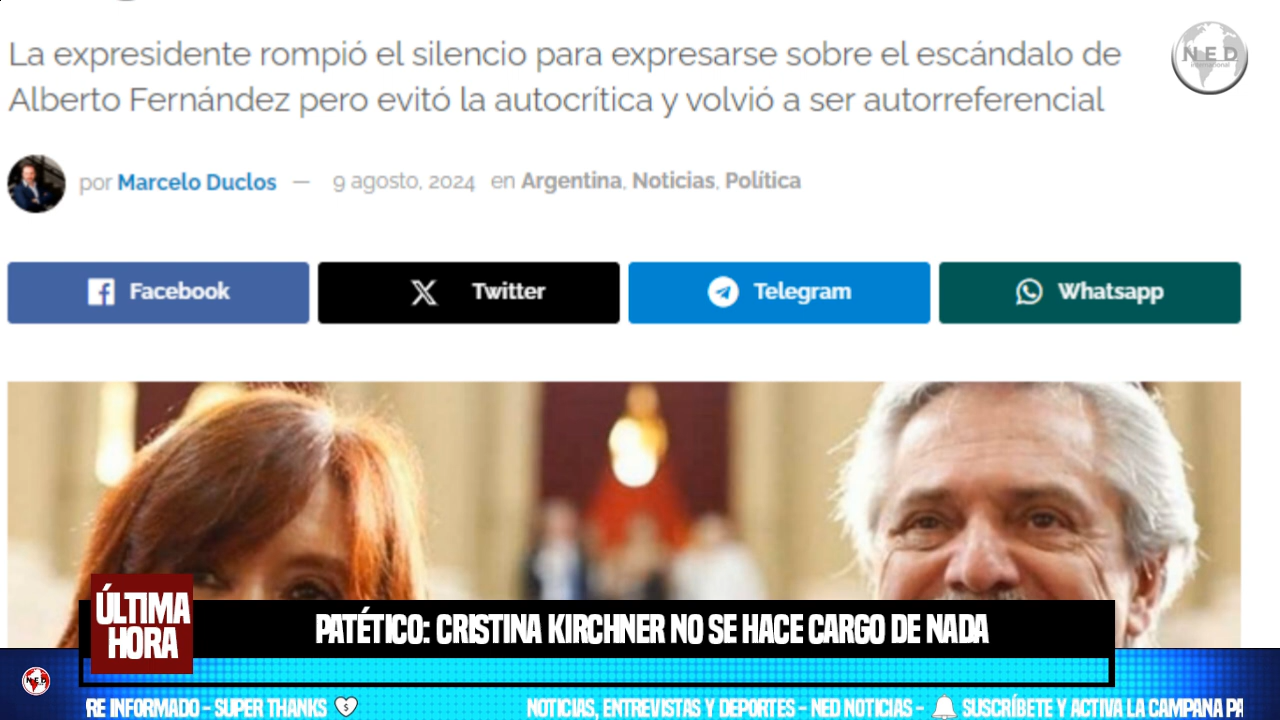 La expresidente rompió el silencio para expresarse sobre el escándalo de
Alberto Fernández pero evitó la autocrítica y volvió a ser autorreferencial
NED
international
por Marcelo Duclos — 9 agosto, 2024 en Argentina, Noticias, Política
Facebook
Twitter
Telegram
Whatsapp
ÚLTIMA
HORA
PATÉTICO: CRISTINA KIRCHNER NO SE HACE CARGO DE NADA
NED
RE INFORMADO - SUPER THANKS $ NOTICIAS, ENTREVISTAS Y DEPORTES - NED NOTICIAS - SUSCRÍBETE Y ACTIVA LA CAMPANA PA